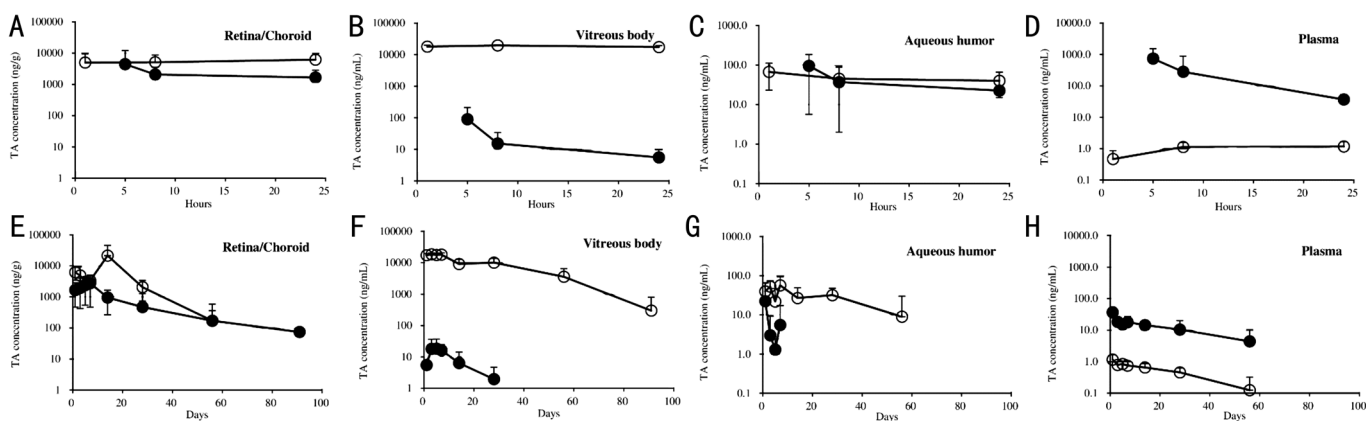 A
Retina/Choroid
TA concentration (ng/g)
100000
10000
1000
100
10
1
0 5 10 15 20 25
Hours
B
Vitreous body
TA concentration (ng/mL)
100000
10000
1000
100
10
1
0 5 10 15 20 25
Hours
C
Aqueous humor
TA concentration (ng/mL)
1000.0
100.0
10.0
1.0
0.1
0 5 10 15 20 25
Hours
D
Plasma
TA concentration (ng/mL)
10000.0
1000.0
100.0
10.0
1.0
0.1
0 5 10 15 20 25
Hours
E
Retina/Choroid
TA concentration (ng/g)
100000
10000
1000
100
10
1
0 20 40 60 80 100
Days
F
Vitreous body
TA concentration (ng/mL)
100000
10000
1000
100
10
1
0 20 40 60 80 100
Days
G
Aqueous humor
TA concentration (ng/mL)
1000.0
100.0
10.0
1.0
0.1
0 20 40 60 80 100
Days
H
Plasma
TA concentration (ng/mL)
10000.0
1000.0
100.0
10.0
1.0
0.1
0 20 40 60 80 100
Days